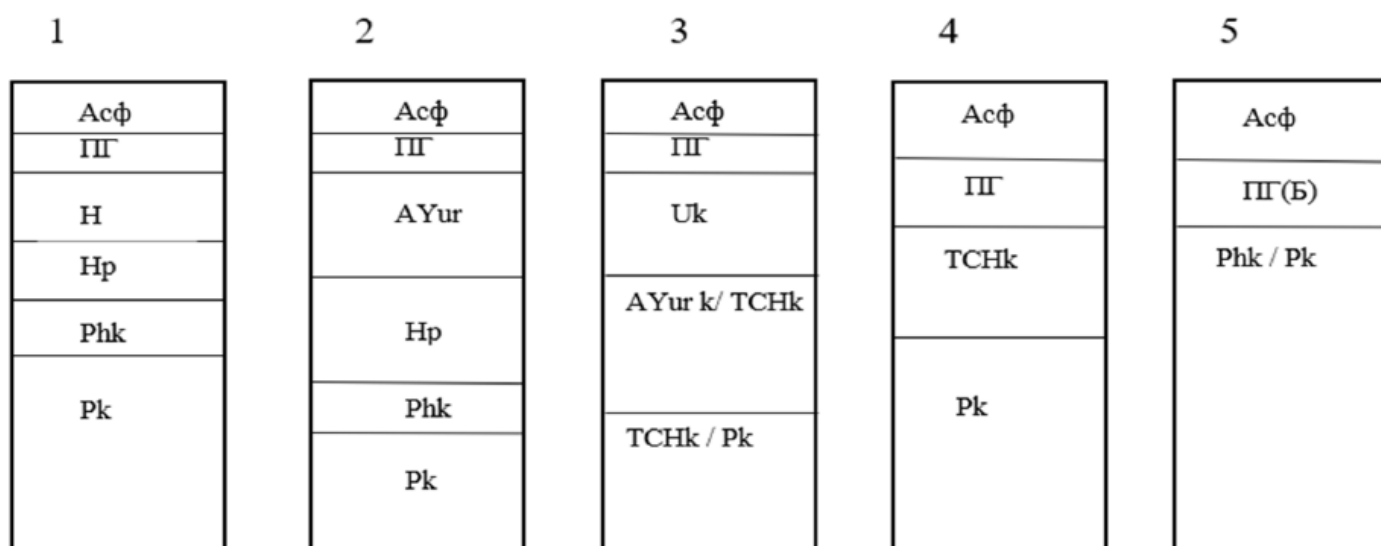 1
Асф
ПГ
H
Hp
Phk
Pk
2
Асф
ПГ
AYur
Hp
Phk
Pk
3
Асф
ПГ
Uk
AYur k/ TCHk
TCHk / Pk
4
Асф
ПГ
TCHk
Pk
5
Асф
ПГ(Б)
Phk / Pk